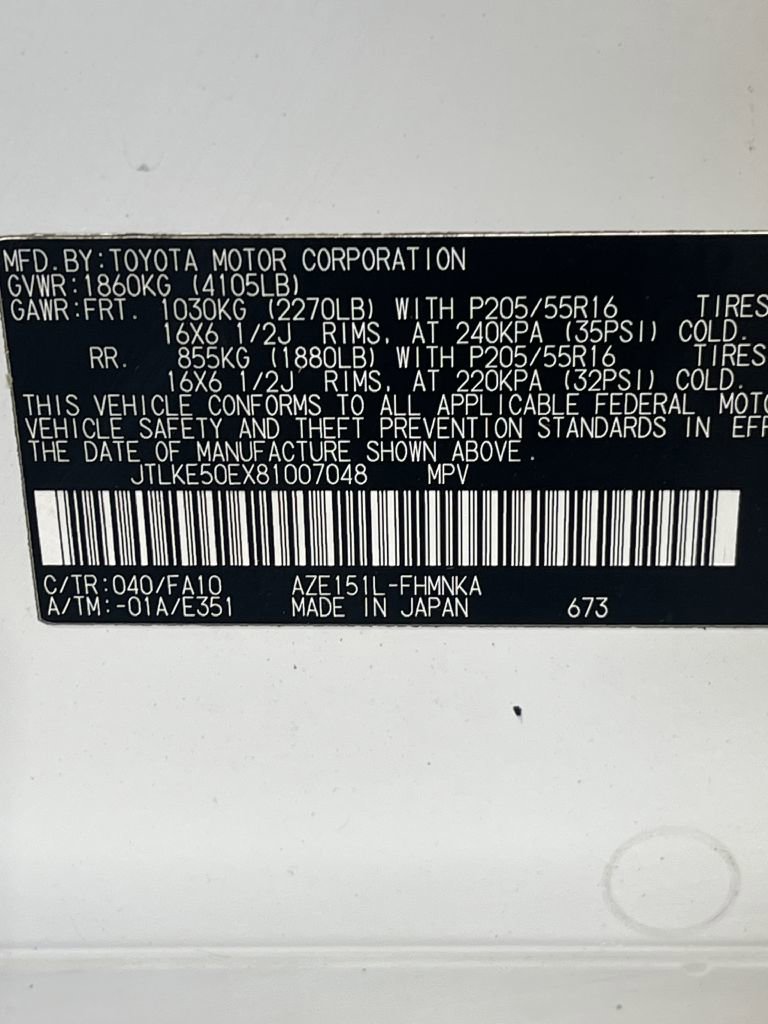 MFD.BY:TOYOTA MOTOR CORPORATION
GVWR:1860KG (4105LB)
GAWR:FRT. 1030KG (2270LB) WITH P205/55R16 TIRES
16X6 1/2J RIMS, AT 240KPA (35PSI) COLD.
RR. 855KG (1880LB) WITH P205/55R16 TIRES
16X6 1/2J RIMS, AT 220KPA (32PSI) COLD.
THIS VEHICLE CONFORMS TO ALL APPLICABLE FEDERAL MOTO
VEHICLE SAFETY AND THEFT PREVENTION STANDARDS IN EFF
THE DATE OF MANUFACTURE SHOWN ABOVE.
JTLKE50EX81007048 MPV
C/TR:040/FA10 AZE151L-FHMNKA
A/TM:-01A/E351 MADE IN JAPAN 673